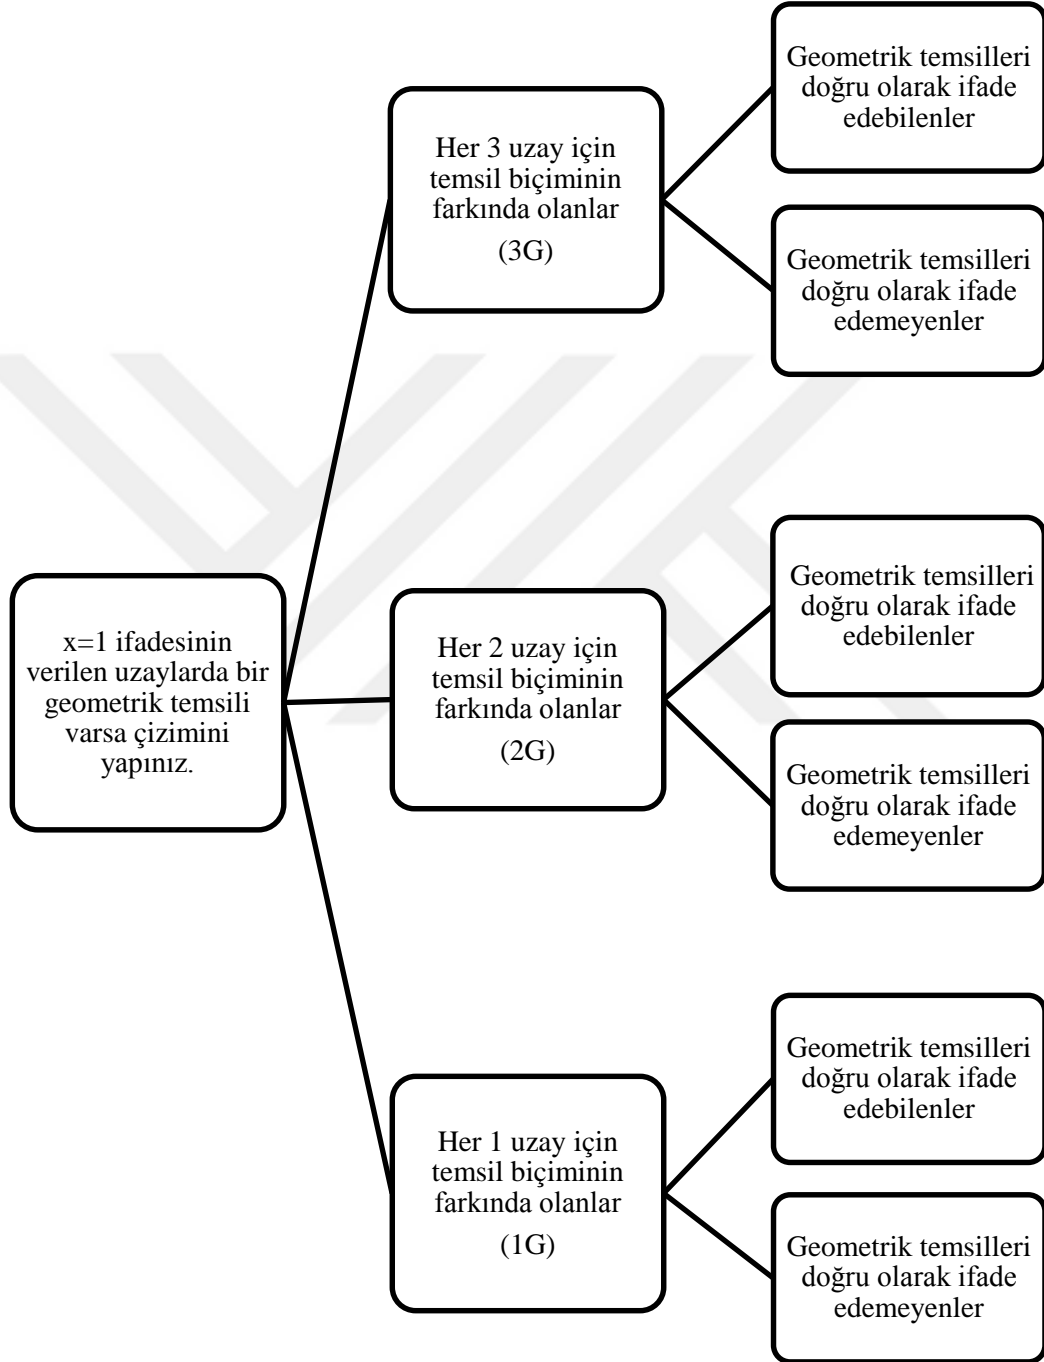 x=1 ifadesinin
verilen uzaylarda bir
geometrik temsili
varsa çizimini
yapınız.
Her 3 uzay için
temsil biçiminin
farkında olanlar
(3G)
Geometrik temsilleri
doğru olarak ifade
edebilenler
Geometrik temsilleri
doğru olarak ifade
edemeyenler
Her 2 uzay için
temsil biçiminin
farkında olanlar
(2G)
Geometrik temsilleri
doğru olarak ifade
edebilenler
Geometrik temsilleri
doğru olarak ifade
edemeyenler
Her 1 uzay için
temsil biçiminin
farkında olanlar
(1G)
Geometrik temsilleri
doğru olarak ifade
edebilenler
Geometrik temsilleri
doğru olarak ifade
edemeyenler